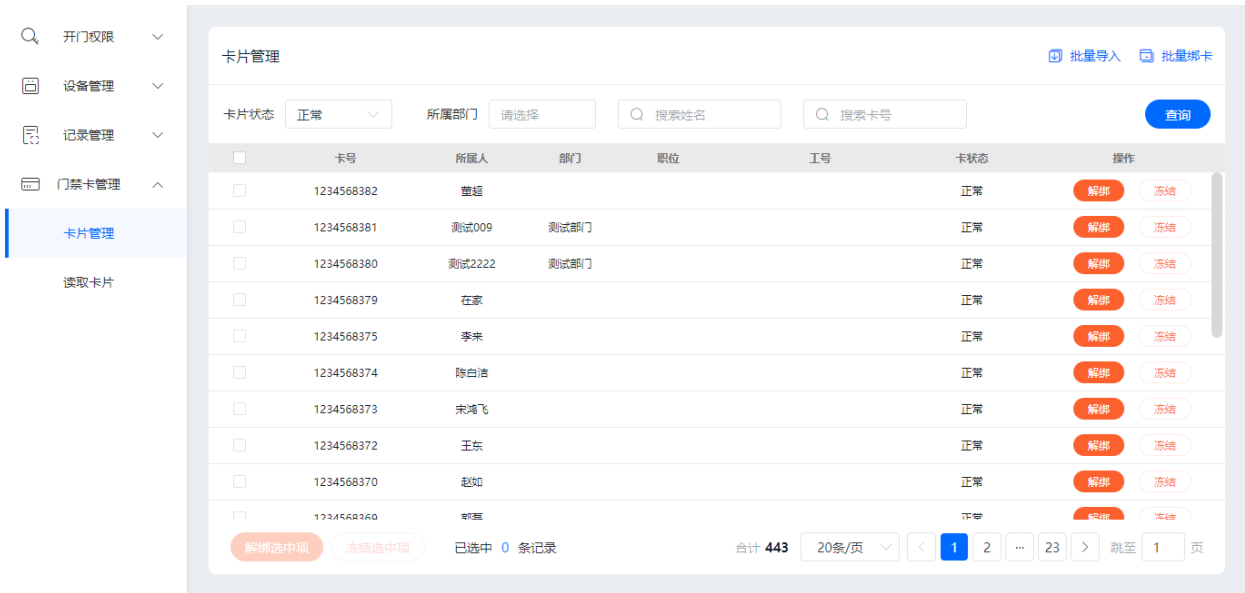 开门权限
设备管理
记录管理
门禁卡管理
卡片管理
读取卡片
卡片管理 批量导入 批量绑卡
卡片状态 正常 所属部门 请选择 搜索姓名 搜索卡号 查询
卡号 所属人 部门 职位 工号 卡状态 操作
1234568382 董超 正常 解绑 冻结
1234568381 测试009 测试部门 正常 解绑 冻结
1234568380 测试2222 测试部门 正常 解绑 冻结
1234568379 在家 正常 解绑 冻结
1234568375 李来 正常 解绑 冻结
1234568374 陈白洁 正常 解绑 冻结
1234568373 宋鸿飞 正常 解绑 冻结
1234568372 王东 正常 解绑 冻结
1234568370 赵如 正常 解绑 冻结
1234568369 郭磊 正常 解绑 冻结
解绑选中项 冻结选中项 已选中 0 条记录 合计 443 20条/页 < 1 2 ... 23 > 跳至 1 页